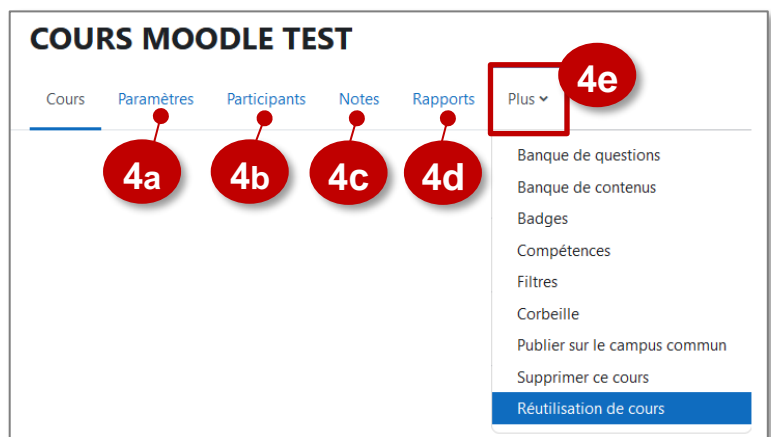 COURS MOODLE TEST
4e
Cours Paramètres Participants Notes Rapports Plus
4a 4b 4c 4d
Banque de questions
Banque de contenus
Badges
Compétences
Filtres
Corbeille
Publier sur le campus commun
Supprimer ce cours
Réutilisation de cours